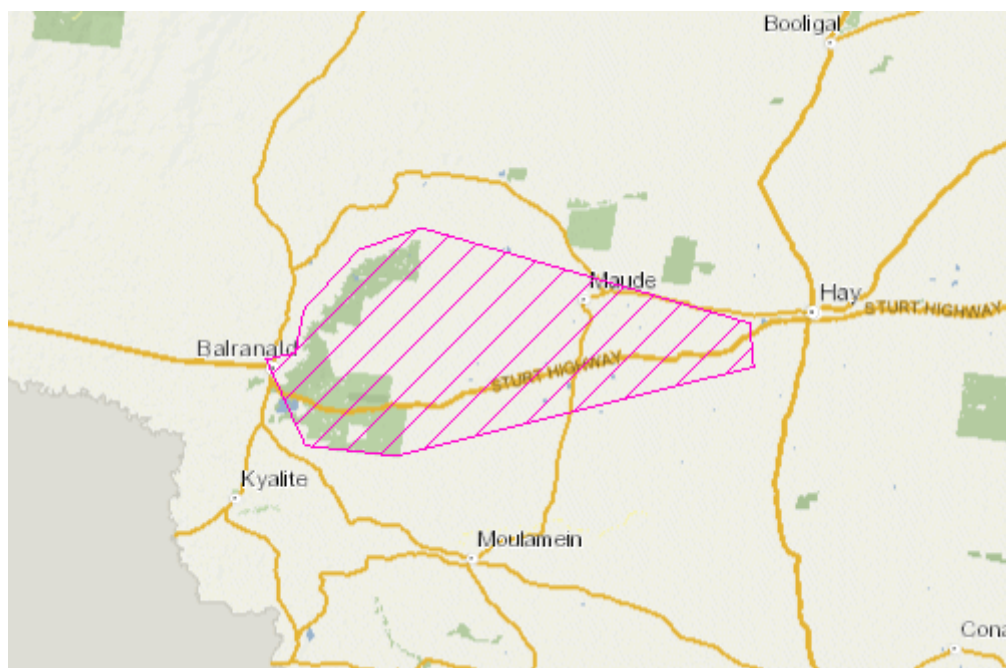 Booligal
Maude
Hay
STURT HIGHWAY
Balranald
STURT HIGHWAY
Kyalite
Moulamein
Cona